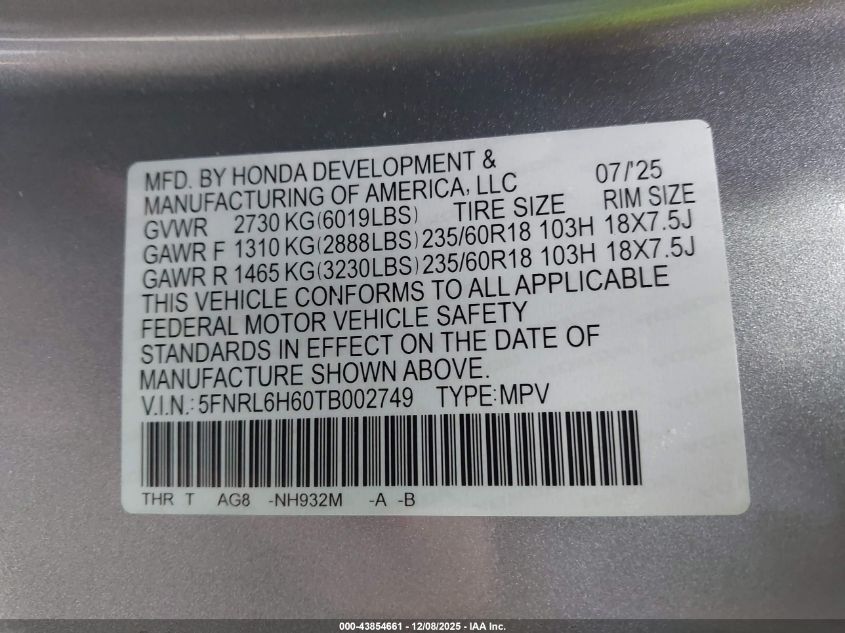 MFD. BY HONDA DEVELOPMENT & 07/'25
MANUFACTURING OF AMERICA, LLC
GVWR 2730 KG(6019LBS) TIRE SIZE RIM SIZE
GAWR F 1310 KG(2888LBS) 235/60R18 103H 18X7.5J
GAWR R 1465 KG(3230LBS) 235/60R18 103H 18X7.5J
THIS VEHICLE CONFORMS TO ALL APPLICABLE
FEDERAL MOTOR VEHICLE SAFETY
STANDARDS IN EFFECT ON THE DATE OF
MANUFACTURE SHOWN ABOVE.
V.I.N.: 5FNRL6H60TB002749 TYPE: MPV
THR T AG8 -NH932M -A -B
000-43854661 - 12/08/2025 - IAA Inc.